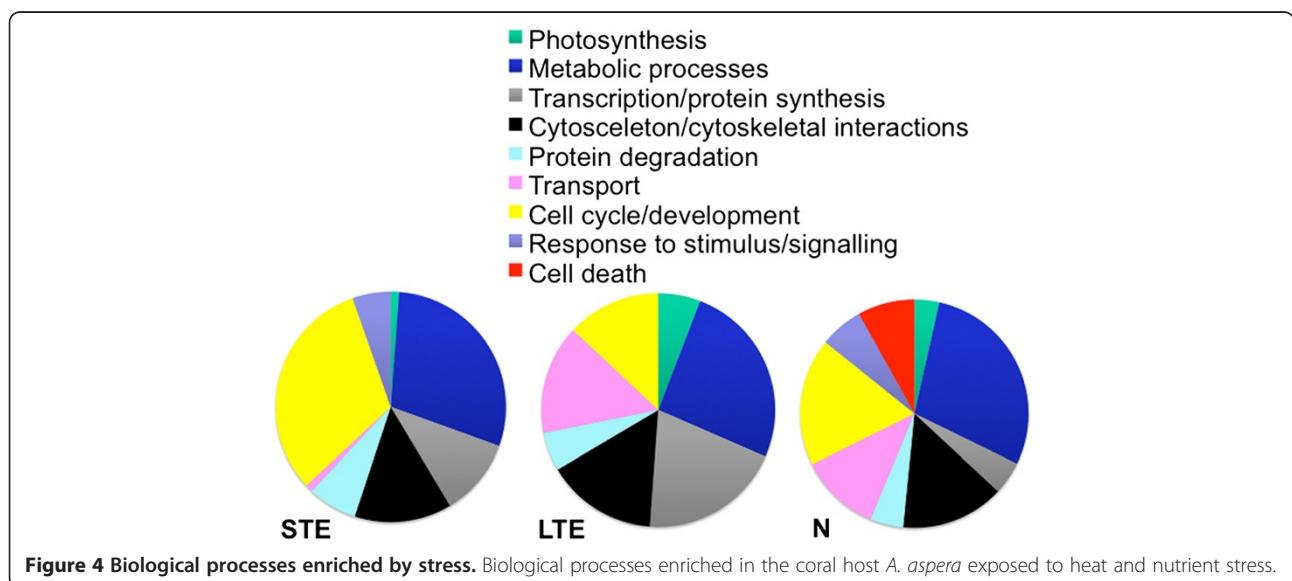 Photosynthesis
Metabolic processes
Transcription/protein synthesis
Cytosceleton/cytoskeletal interactions
Protein degradation
Transport
Cell cycle/development
Response to stimulus/signalling
Cell death
STE LTE N
Figure 4 Biological processes enriched by stress. Biological processes enriched in the coral host A. aspera exposed to heat and nutrient stress.